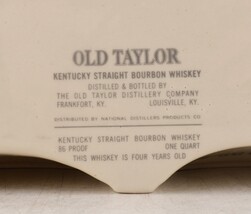 OLD TAYLOR
KENTUCKY STRAIGHT BOURBON WHISKEY
DISTILLED & BOTTLED BY
THE OLD TAYLOR DISTILLERY COMPANY
FRANKFORT, KY. LOUISVILLE, KY.
DISTRIBUTED BY NATIONAL DISTILLERS PRODUCTS CO
KENTUCKY STRAIGHT BOURBON WHISKEY
86 PROOF ONE QUART
THIS WHISKEY IS FOUR YEARS OLD